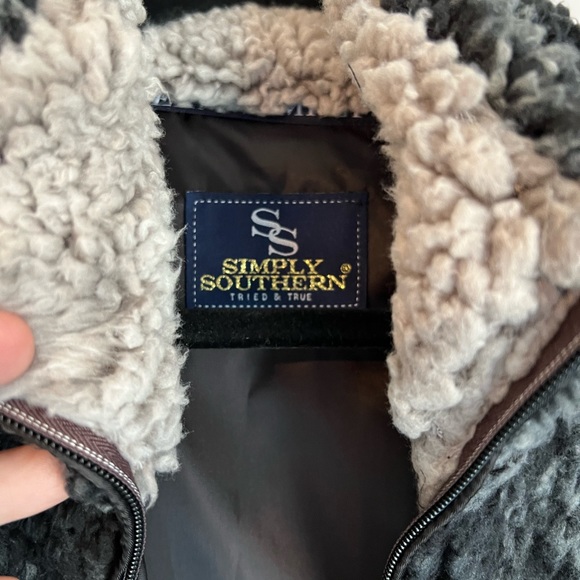 SS
SIMPLY
SOUTHERN®
TRIED & TRUE